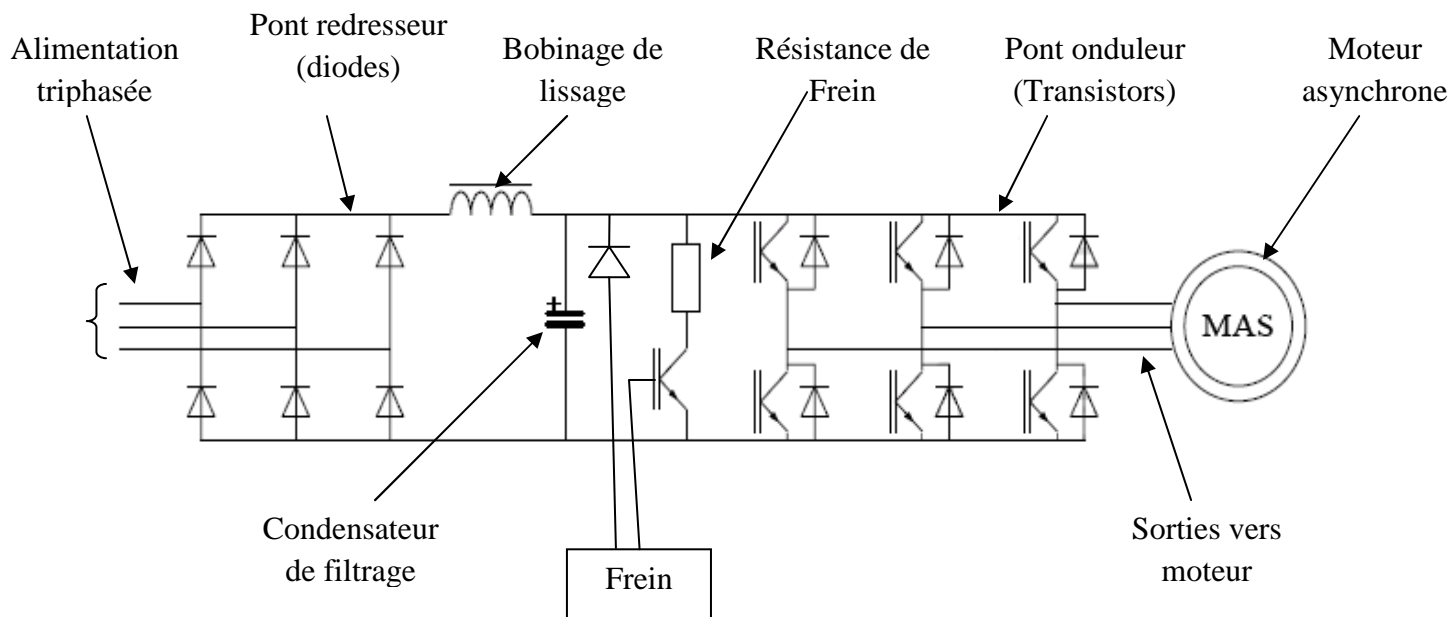 Alimentation
triphasée
Pont redresseur
(diodes)
Bobinage de
lissage
Résistance de
Frein
Pont onduleur
(Transistors)
Moteur
asynchrone
+
MAS
Condensateur
de filtrage
Frein
Sorties vers
moteur